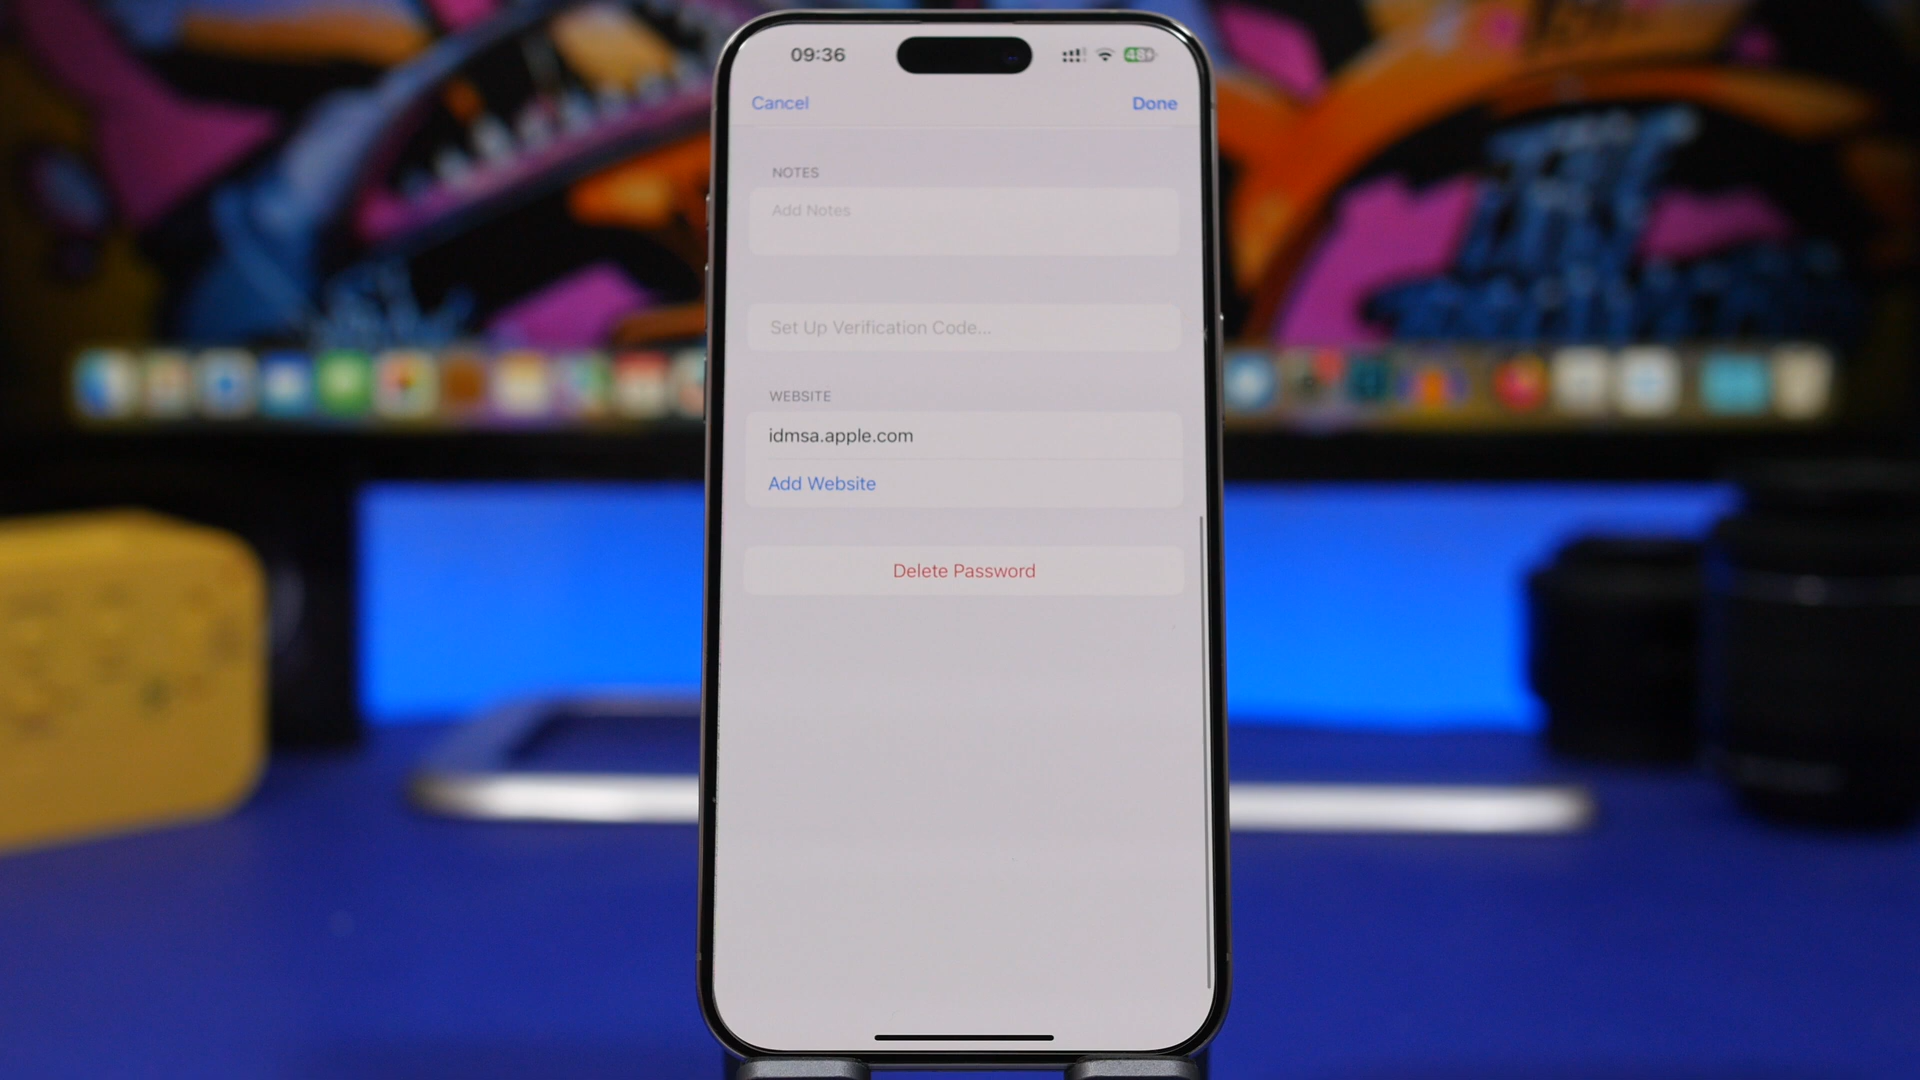 09:36
48
Cancel
Done
NOTES
Add Notes
Set Up Verification Code...
WEBSITE
idmsa.apple.com
Add Website
Delete Password